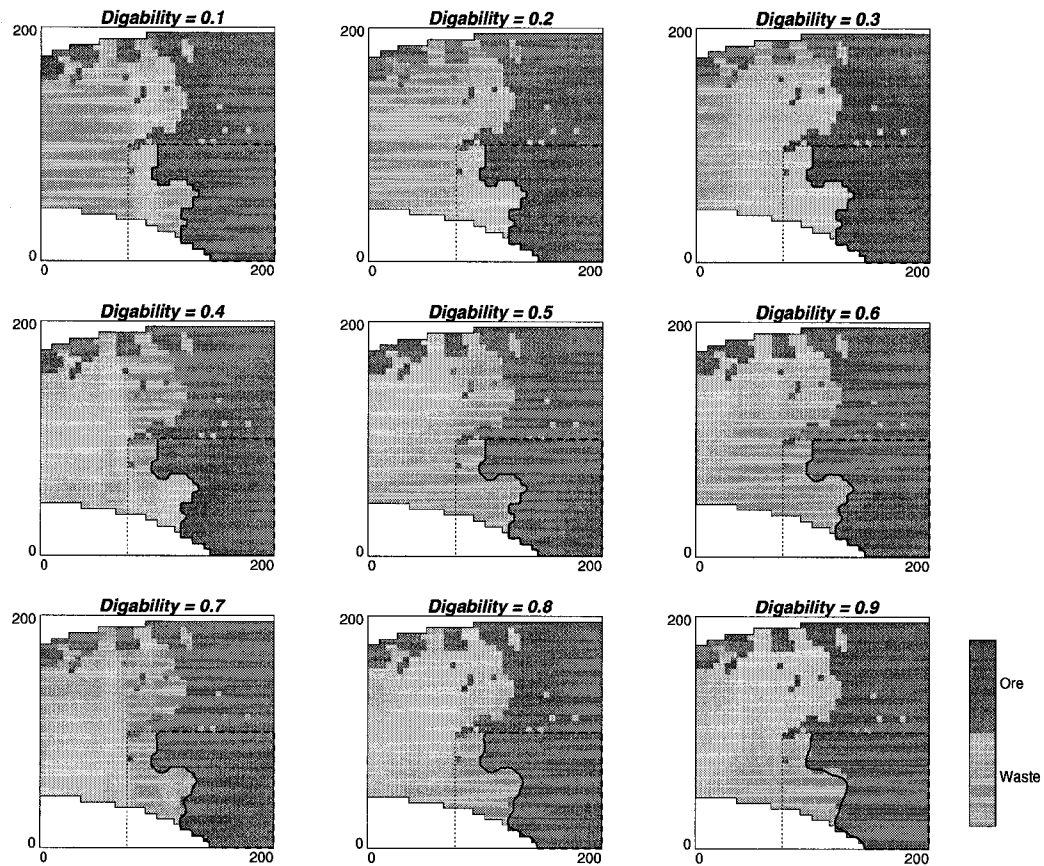 Digability = 0.1
Digability = 0.2
Digability = 0.3
200
200
200
0
0
0
0 200
0 200
0 200
Digability = 0.4
Digability = 0.5
Digability = 0.6
200
200
200
0
0
0
0 200
0 200
0 200
Digability = 0.7
Digability = 0.8
Digability = 0.9
200
200
200
Ore
Waste
0
0
0
0 200
0 200
0 200